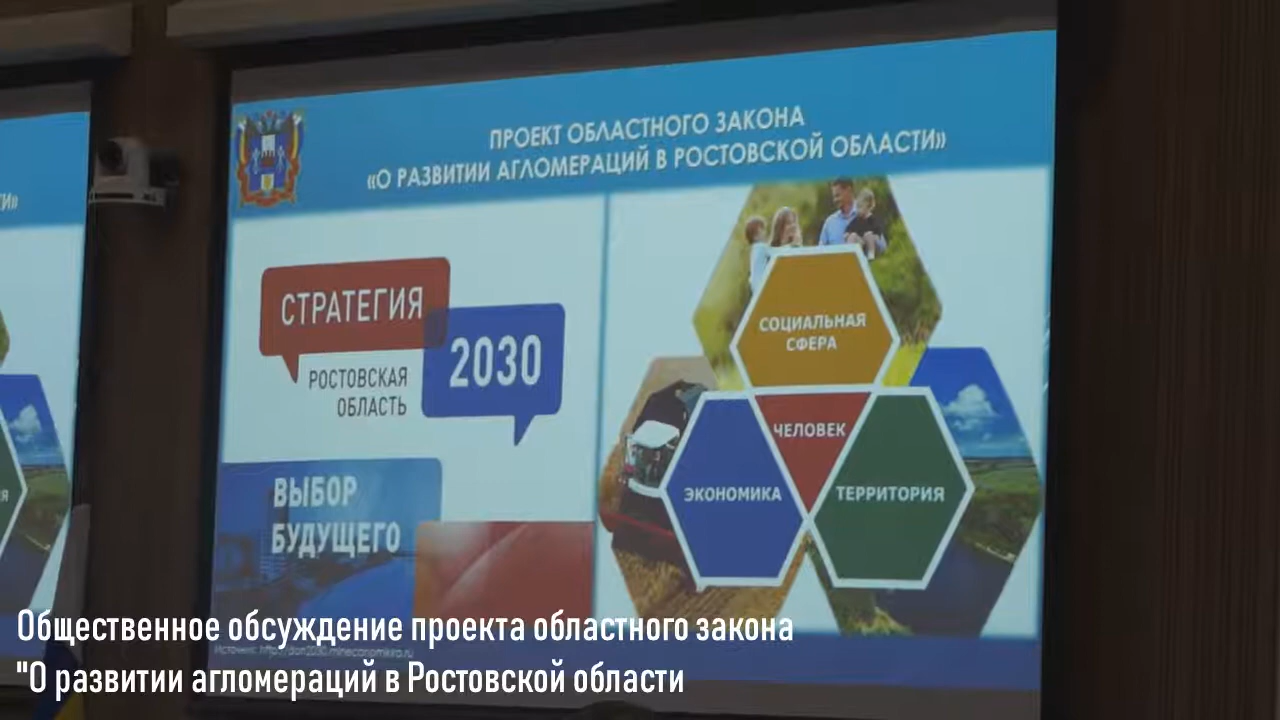 ПРОЕКТ ОБЛАСТНОГО ЗАКОНА
«О РАЗВИТИИ АГЛОМЕРАЦИЙ В РОСТОВСКОЙ ОБЛАСТИ»
СТРАТЕГИЯ
2030
РОСТОВСКАЯ
ОБЛАСТЬ
ВЫБОР
БУДУЩЕГО
СОЦИАЛЬНАЯ
СФЕРА
ЧЕЛОВЕК
ЭКОНОМИКА
ТЕРРИТОРИЯ
Общественное обсуждение проекта областного закона
"О развитии агломераций в Ростовской области